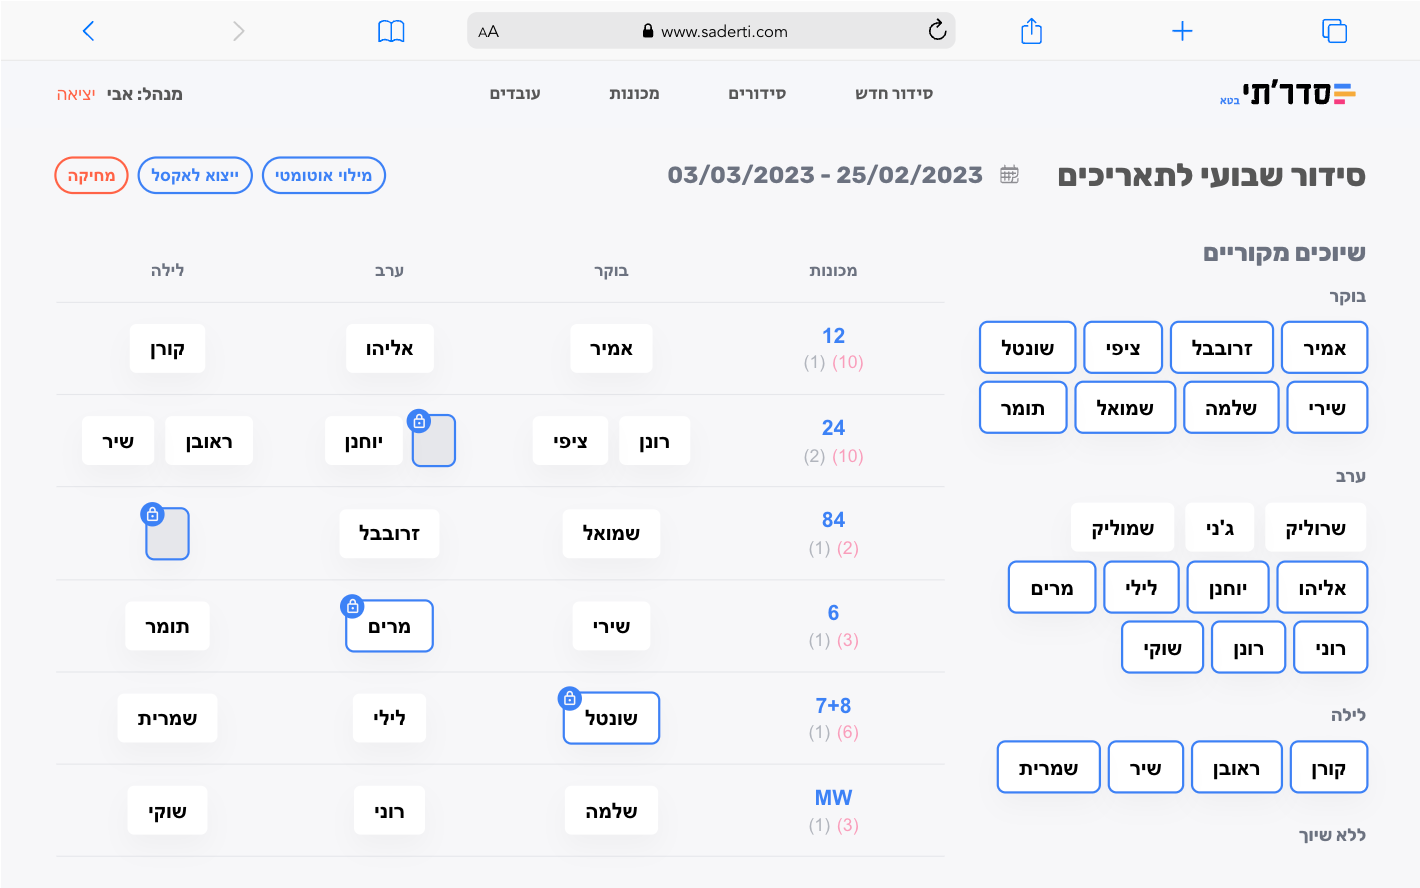 AA www.saderti.com
סדר'תי בטא
סידור חדש סידורים מכונות עובדים
מנהל: אבי יציאה
סידור שבועי לתאריכים 25/02/2023 - 03/03/2023
מילוי אוטומטי ייצוא לאקסל מחיקה
שיוכים מקוריים
בוקר
אמיר זרובבל ציפי שונטל
שירי שלמה שמואל תומר
ערב
שרוליק ג'ני שמוליק
אליהו יוחנן לילי מרים
רוני רונן שוקי
לילה
קורן ראובן שיר שמרית
ללא שיוך
מכונות בוקר ערב לילה
12
(10) (1)
אמיר אליהו קורן
24
(10) (2)
רונן ציפי יוחנן ראובן שיר
84
(2) (1)
שמואל זרובבל
6
(3) (1)
שירי מרים תומר
7+8
(6) (1)
שונטל לילי שמרית
MW
(3) (1)
שלמה רוני שוקי